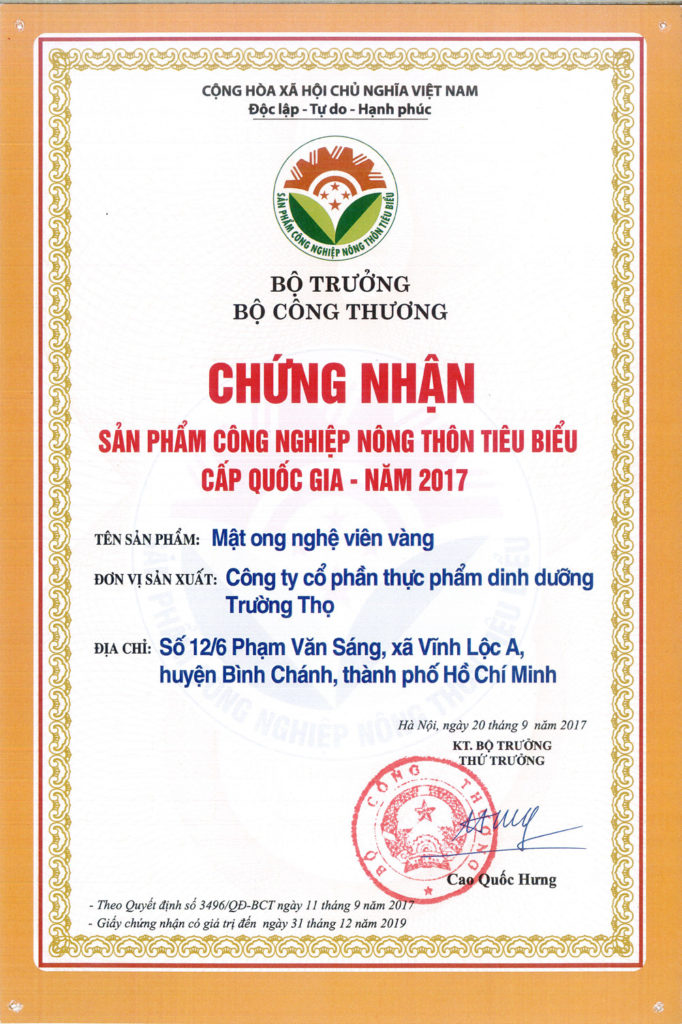 CỘNG HÒA XÃ HỘI CHỦ NGHĨA VIỆT NAM
Độc lập - Tự do - Hạnh phúc
SẢN PHẨM CÔNG NGHIỆP NÔNG THÔN TIÊU BIỂU
BỘ TRƯỞNG
BỘ CÔNG THƯƠNG
CHỨNG NHẬN
SẢN PHẨM CÔNG NGHIỆP NÔNG THÔN TIÊU BIỂU
CẤP QUỐC GIA - NĂM 2017
TÊN SẢN PHẨM: Mật ong nghệ viên vàng
ĐƠN VỊ SẢN XUẤT: Công ty cổ phần thực phẩm dinh dưỡng
Trường Thọ
ĐỊA CHỈ: Số 12/6 Phạm Văn Sáng, xã Vĩnh Lộc A,
huyện Bình Chánh, thành phố Hồ Chí Minh
Hà Nội, ngày 20 tháng 9 năm 2017
KT. BỘ TRƯỞNG
THỨ TRƯỞNG
BỘ CÔNG THƯƠNG
Cao Quốc Hưng
- Theo Quyết định số 3496/QĐ-BCT ngày 11 tháng 9 năm 2017
- Giấy chứng nhận có giá trị đến ngày 31 tháng 12 năm 2019